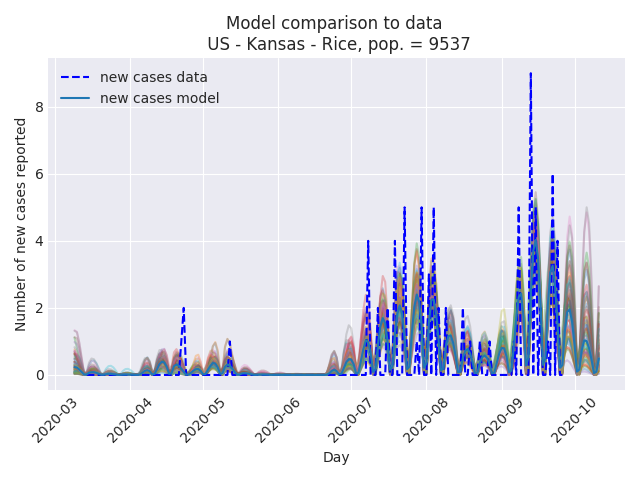 Model comparison to data
US - Kansas - Rice, pop. = 9537
new cases data
new cases model
Number of new cases reported
8
6
4
2
0
2020-03
2020-04
2020-05
2020-06
2020-07
2020-08
2020-09
2020-10
Day